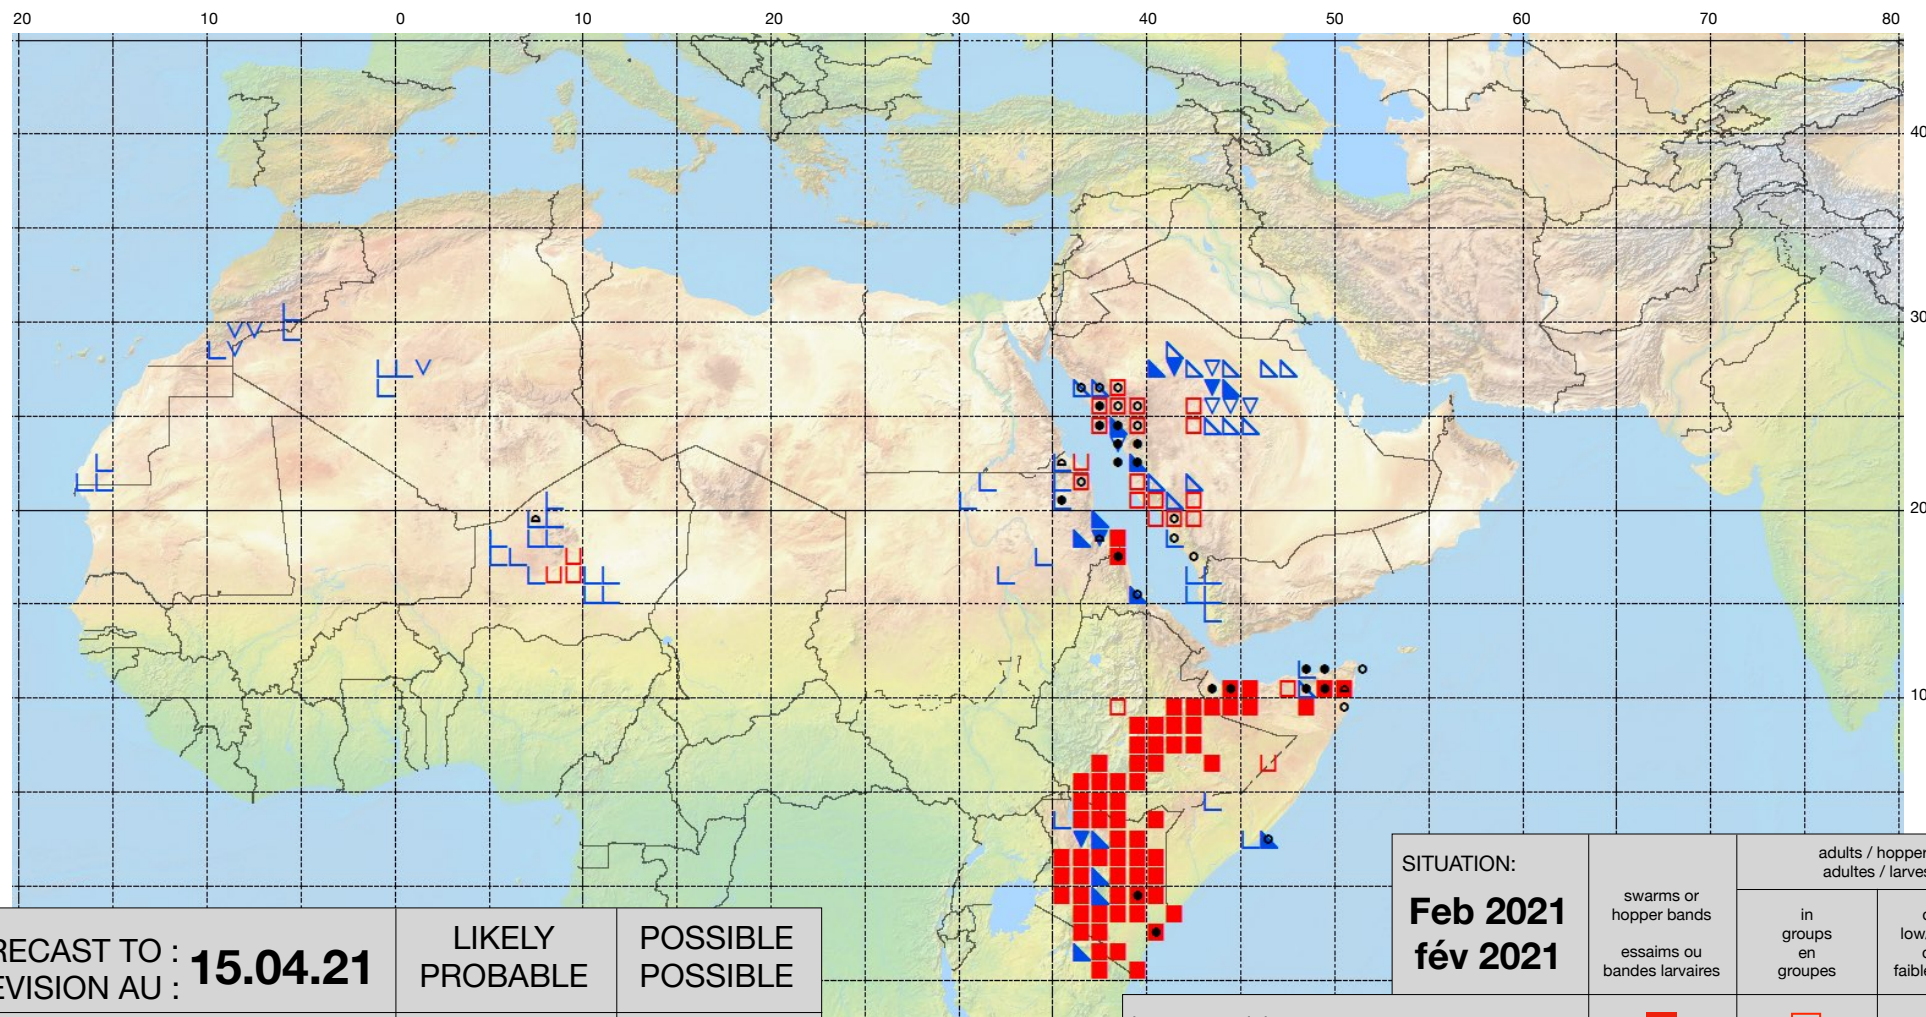 20 10 0 10 20 30 40 50 60 70 80
40
30
20
10
SITUATION:
Feb 2021
fév 2021
swarms or
hopper bands
essaims ou
bandes larvaires
adults / hopper
adultes / larves
in
groups
en
groupes
low
faible
RECAST TO : 15.04.21
EVISION AU :
LIKELY
PROBABLE
POSSIBLE
POSSIBLE